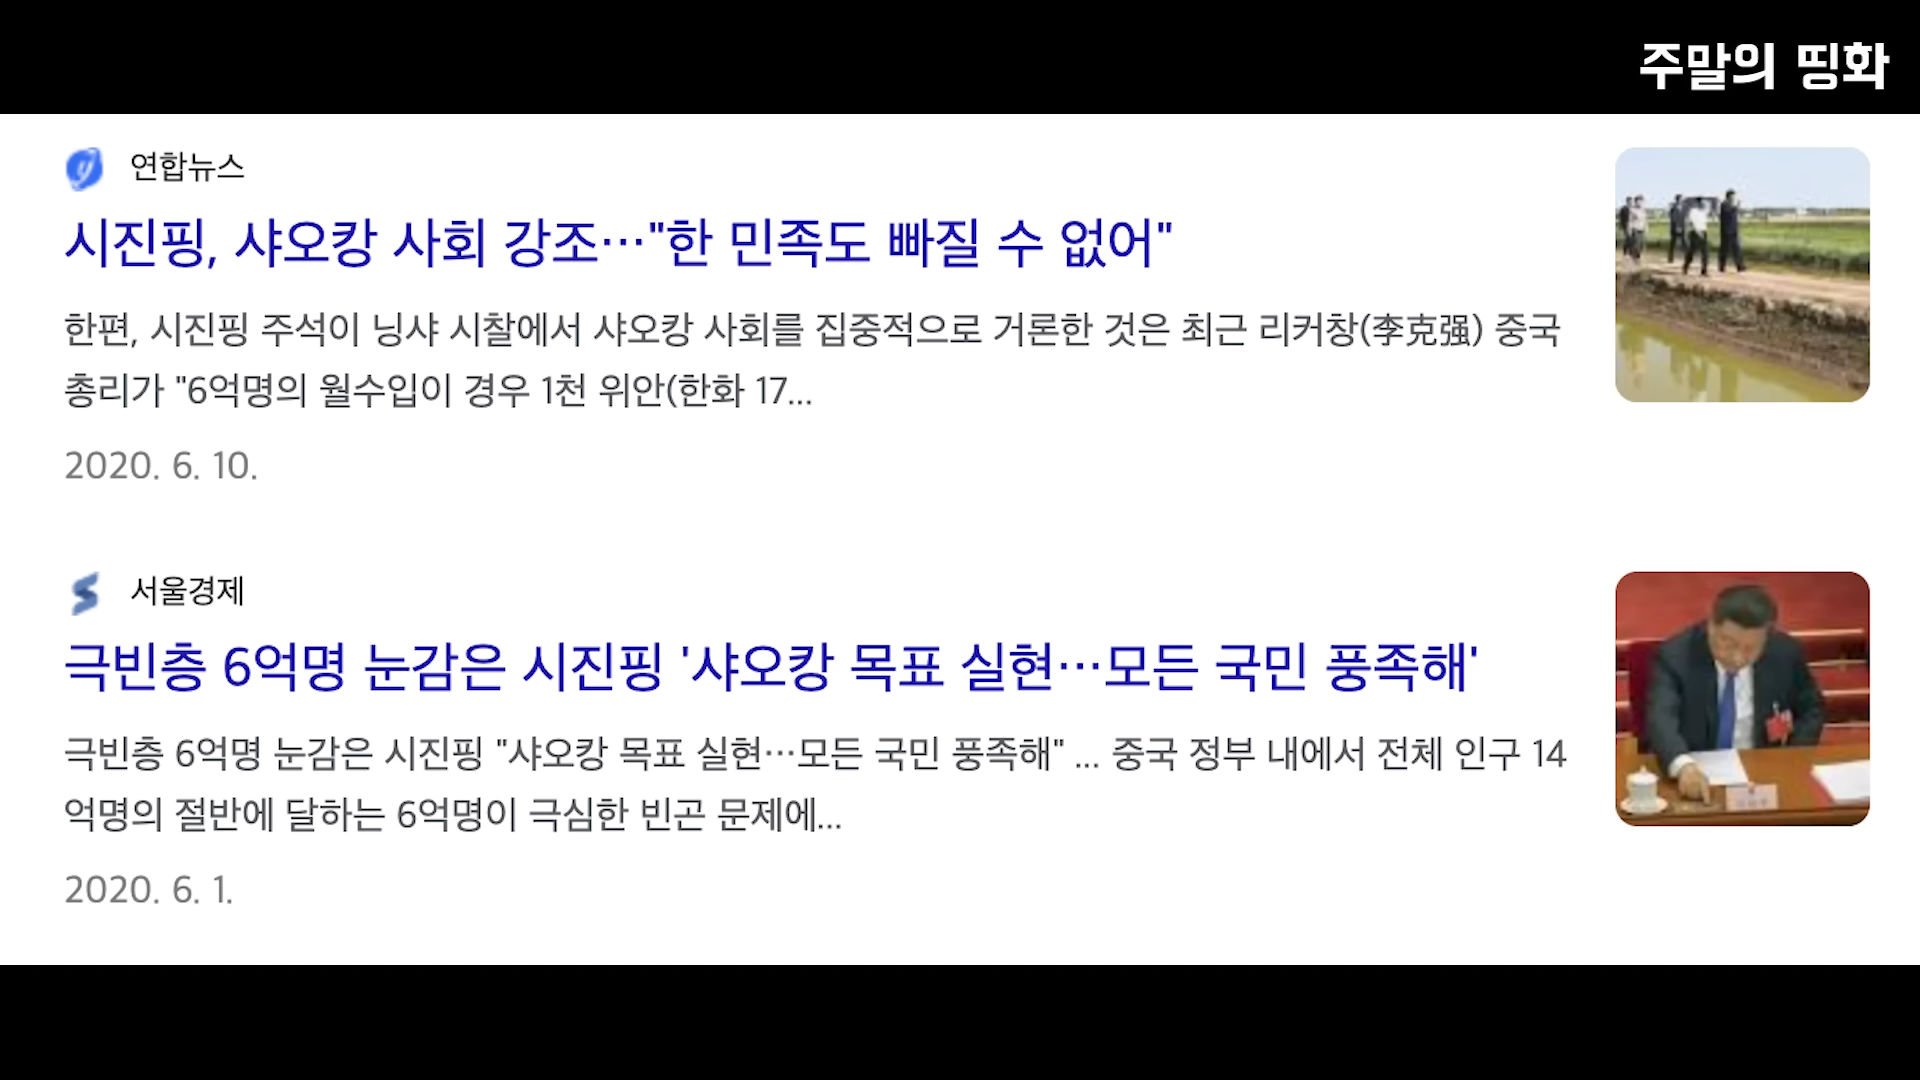 주말의 띵화
연합뉴스
시진핑, 샤오캉 사회 강조…"한 민족도 빠질 수 없어"
한편, 시진핑 주석이 닝샤 시찰에서 샤오캉 사회를 집중적으로 거론한 것은 최근 리커창(李克强) 중국
총리가 "6억명의 월수입이 경우 1천 위안(한화 17...
2020. 6. 10.
서울경제
극빈층 6억명 눈감은 시진핑 '샤오캉 목표 실현…모든 국민 풍족해'
극빈층 6억명 눈감은 시진핑 "샤오캉 목표 실현…모든 국민 풍족해" ... 중국 정부 내에서 전체 인구 14
억명의 절반에 달하는 6억명이 극심한 빈곤 문제에...
2020. 6. 1.